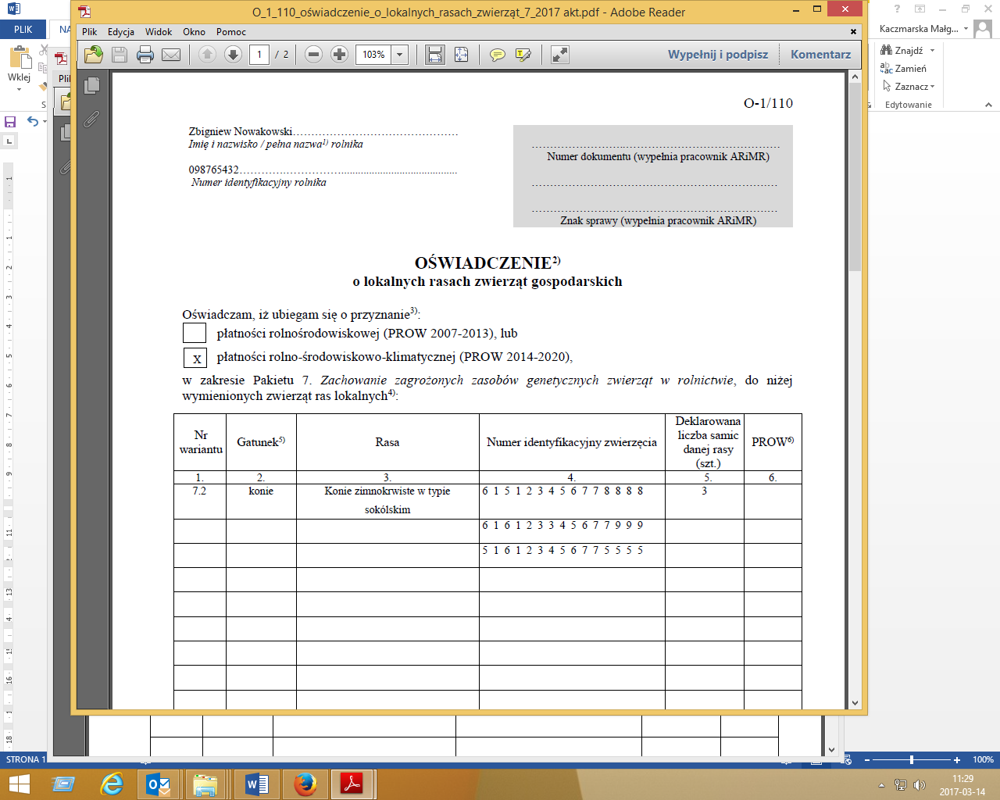 O_1_110_oświadczenie_o_lokalnych_rasach_zwierząt_7_2017 akt.pdf - Adobe Reader
PLIK
NA
Kaczmarska Małg...
Plik Edycja Widok Okno Pomoc
Wklej
Plik
1 / 2
103%
Wypełnij i podpisz
Komentarz
Znajdź
Zamień
Zaznacz
Edytowanie
O-1/110
Zbigniew Nowakowski……………………………………
Imię i nazwisko / pełna nazwa1) rolnika
098765432……………………….........................................
Numer identyfikacyjny rolnika
……………………...……………………………………
Numer dokumentu (wypełnia pracownik ARiMR)
……………………………………………………………
……………………………………………………………
Znak sprawy (wypełnia pracownik ARiMR)
OŚWIADCZENIE2)
o lokalnych rasach zwierząt gospodarskich
Oświadczam, iż ubiegam się o przyznanie3):
płatności rolnośrodowiskowej (PROW 2007-2013), lub
x płatności rolno-środowiskowo-klimatycznej (PROW 2014-2020),
w zakresie Pakietu 7. Zachowanie zagrożonych zasobów genetycznych zwierząt w rolnictwie, do niżej
wymienionych zwierząt ras lokalnych4):
Nr wariantu
Gatunek5)
Rasa
Numer identyfikacyjny zwierzęcia
Deklarowana liczba samic danej rasy (szt.)
PROW6)
1. 2. 3. 4. 5. 6.
7.2 konie Konie zimnokrwiste w typie 6 1 5 1 2 3 4 5 6 7 7 8 8 8 8 3
sokólskim
6 1 6 1 2 3 3 4 5 6 7 7 9 9 9
5 1 6 1 2 3 4 5 6 7 7 5 5 5 5
STRONA 1
100%
11:29
2017-03-14